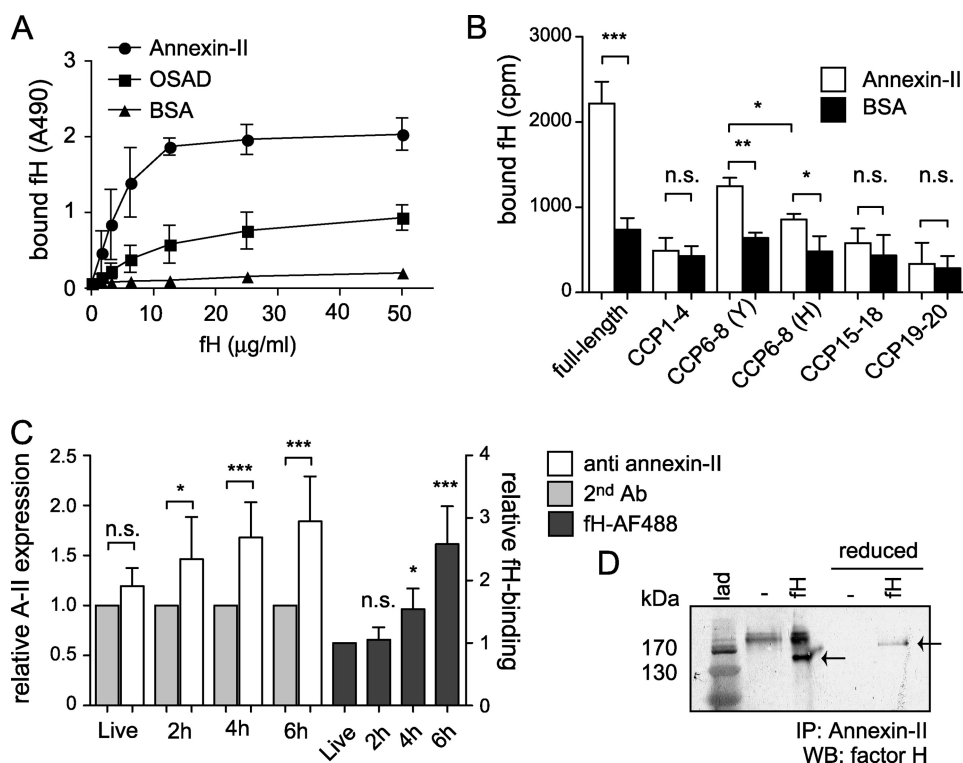 A
Annexin-II
OSAD
BSA
3
2
1
0
bound fH (A490)
0 10 20 30 40 50
fH (µg/ml)
B
3000
2000
1000
0
bound fH (cpm)
***
n.s.
*
**
*
n.s.
n.s.
Annexin-II
BSA
full-length
CCP1-4
CCP6-8 (Y)
CCP6-8 (H)
CCP15-18
CCP19-20
C
2.5
2.0
1.5
1.0
0.5
0
relative A-II expression
n.s.
*
***
***
n.s.
*
***
4
3
2
1
0
relative fH-binding
Live 2h 4h 6h
Live 2h 4h 6h
anti annexin-II
2nd Ab
fH-AF488
D
reduced
kDa
lad - fH - fH
170
130
IP: Annexin-II
WB: factor H